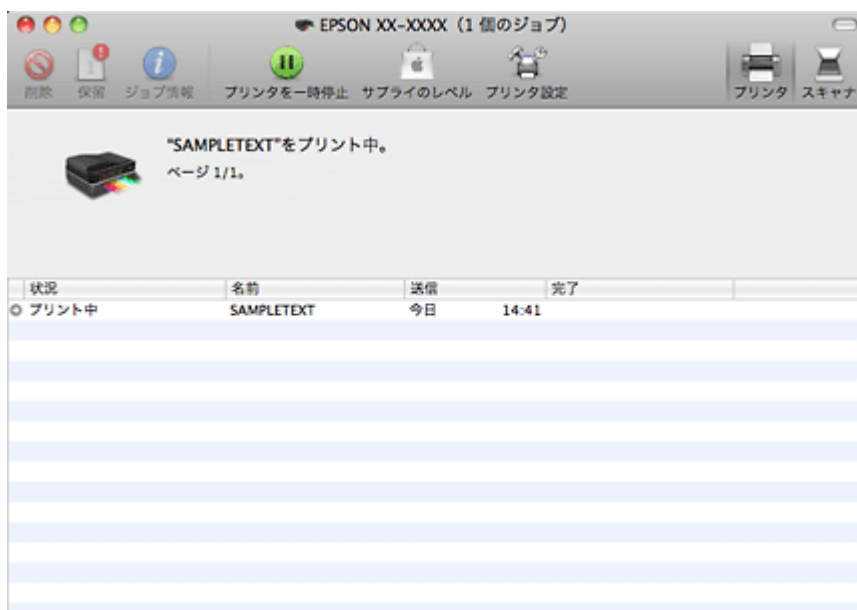 EPSON XX-XXXX（1 個のジョブ）
削除 保留 ジョブ情報 プリンタを一時停止 サプライのレベル プリンタ設定 プリンタ スキャナ
"SAMPLETEXT"をプリント中。
ページ 1/1。
状況 名前 送信 完了
プリント中 SAMPLETEXT 今日 14:41